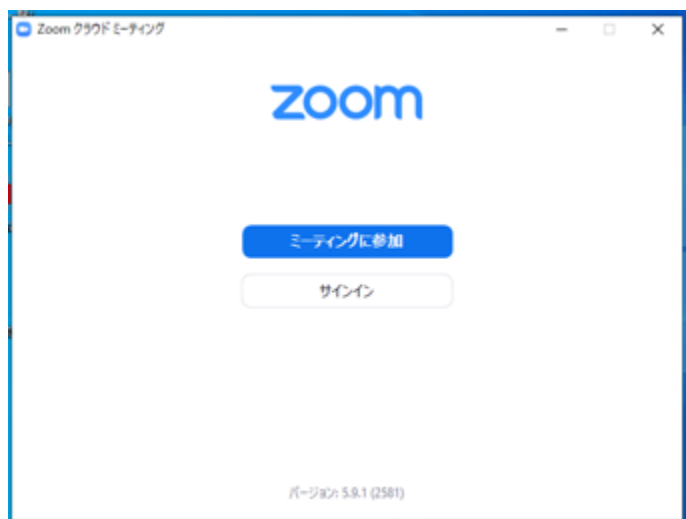 Zoom クラウド ミーティング
zoom
ミーティングに参加
サインイン
バージョン: 5.9.1 (2581)